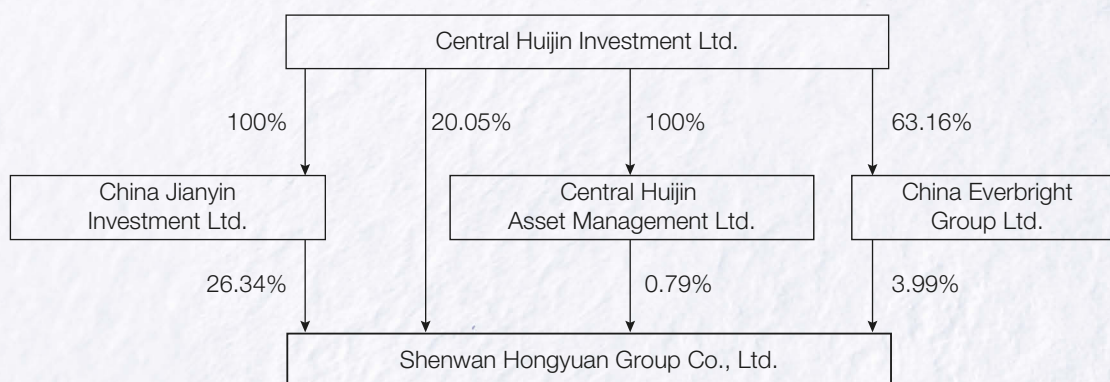 Central Huijin Investment Ltd.
100%
20.05%
100%
63.16%
China Jianyin
Investment Ltd.
Central Huijin
Asset Management Ltd.
China Everbright
Group Ltd.
26.34%
0.79%
3.99%
Shenwan Hongyuan Group Co., Ltd.